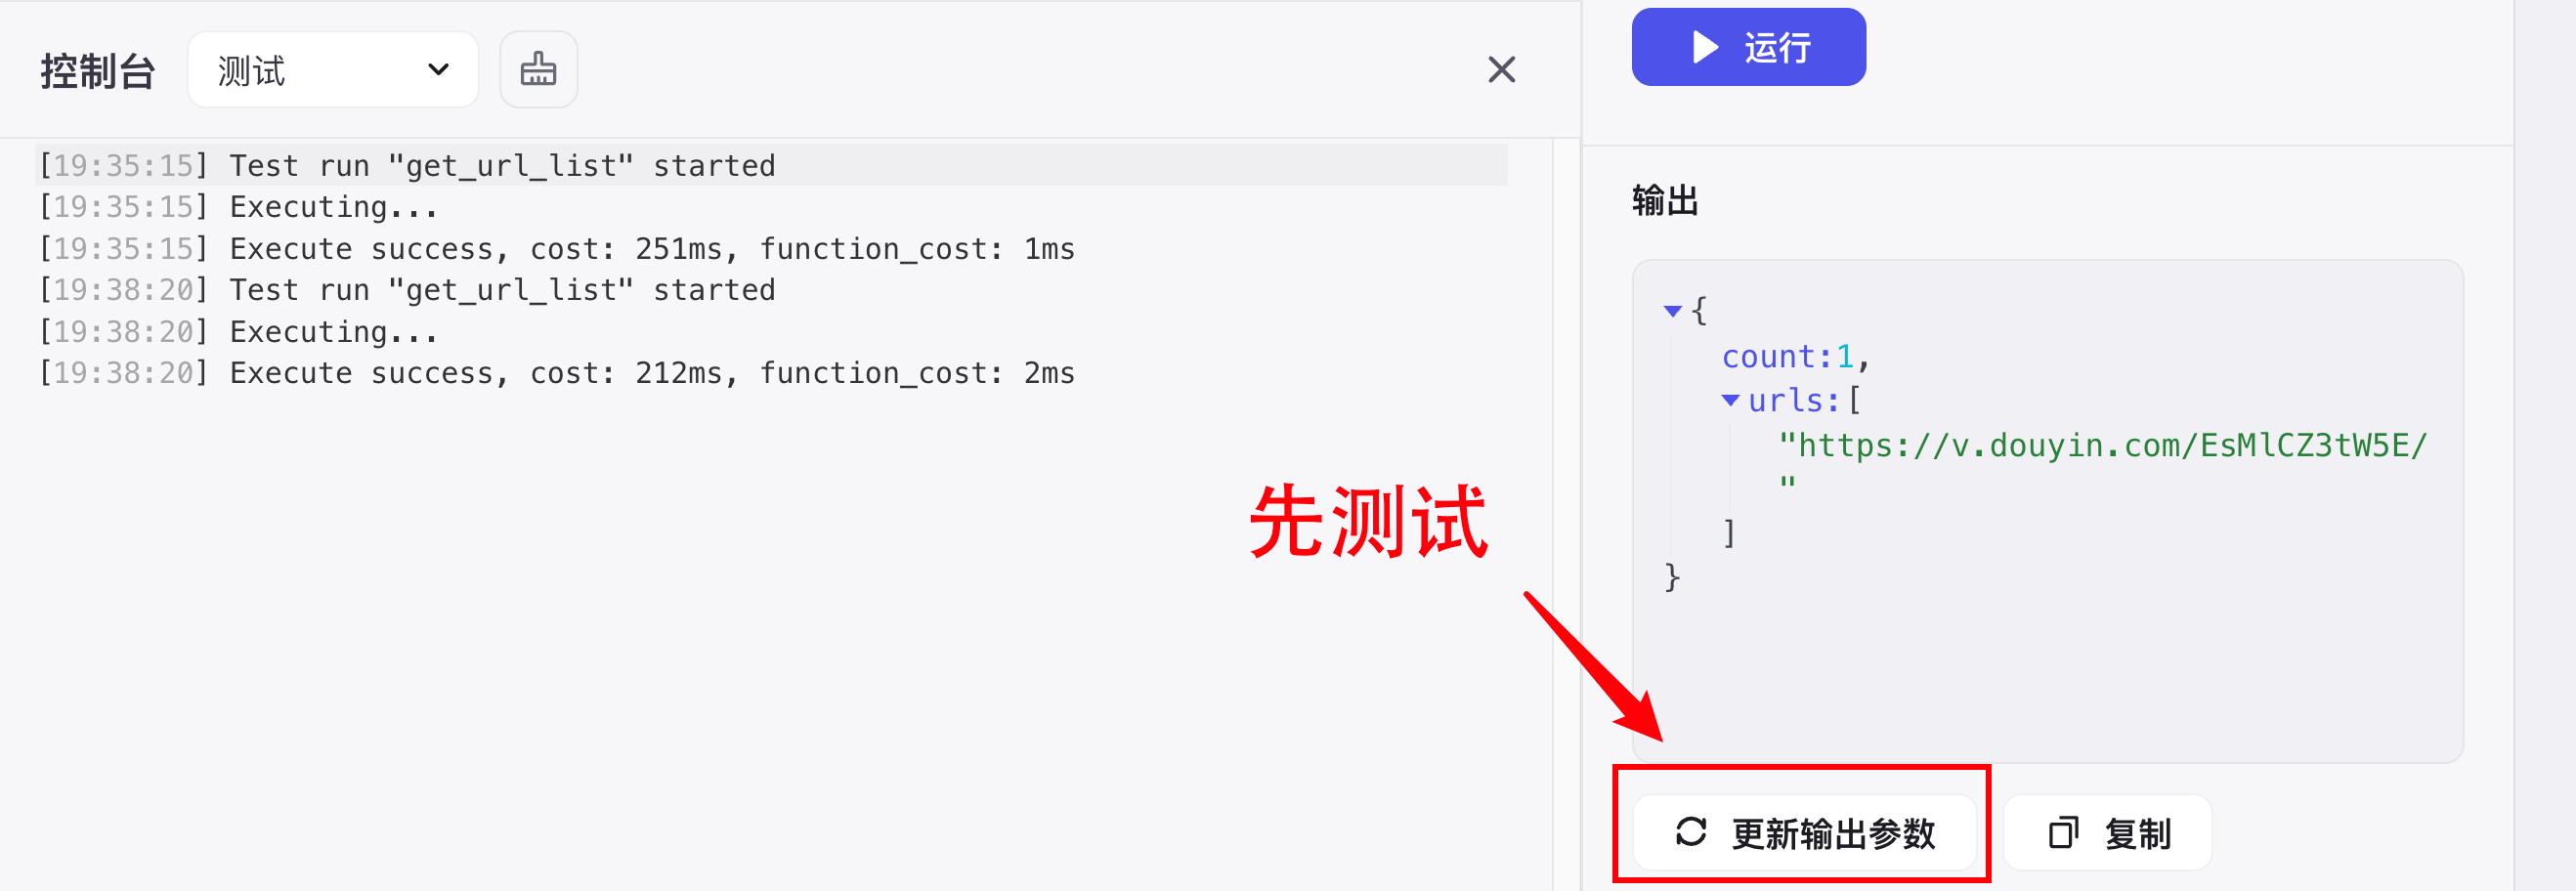 控制台
测试
[19:35:15] Test run "get_url_list" started
[19:35:15] Executing...
[19:35:15] Execute success, cost: 251ms, function_cost: 1ms
[19:38:20] Test run "get_url_list" started
[19:38:20] Executing...
[19:38:20] Execute success, cost: 212ms, function_cost: 2ms
先测试
运行
输出
{
count:1,
urls:[
"https://v.douyin.com/EsMlCZ3tW5E/
"
]
}
更新输出参数
复制